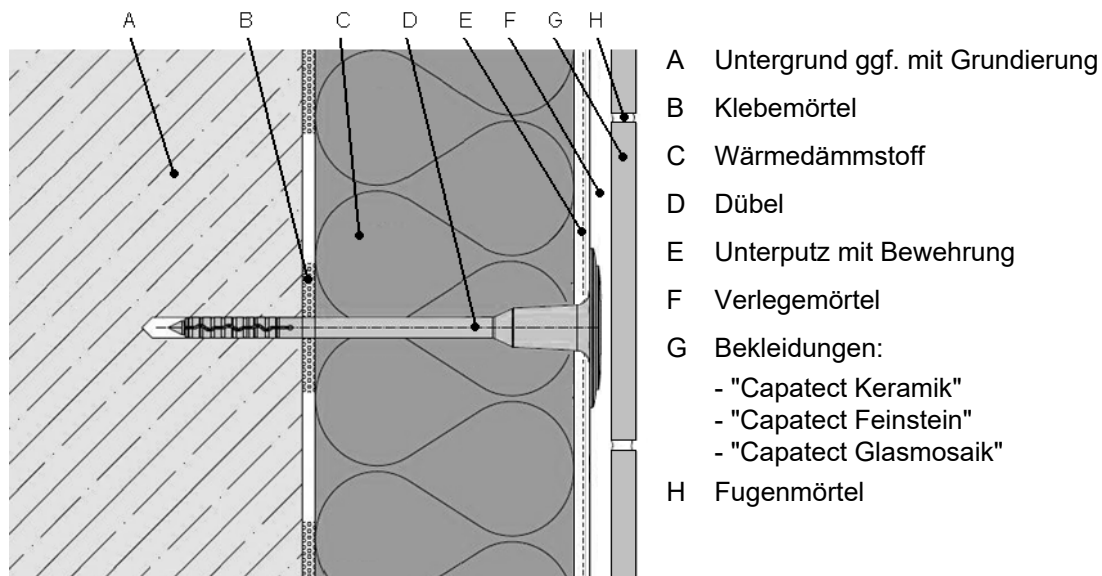 A B C D E F G H
A Untergrund ggf. mit Grundierung
B Klebemörtel
C Wärmedämmstoff
D Dübel
E Unterputz mit Bewehrung
F Verlegemörtel
G Bekleidungen:
- "Capatect Keramik"
- "Capatect Feinstein"
- "Capatect Glasmosaik"
H Fugenmörtel